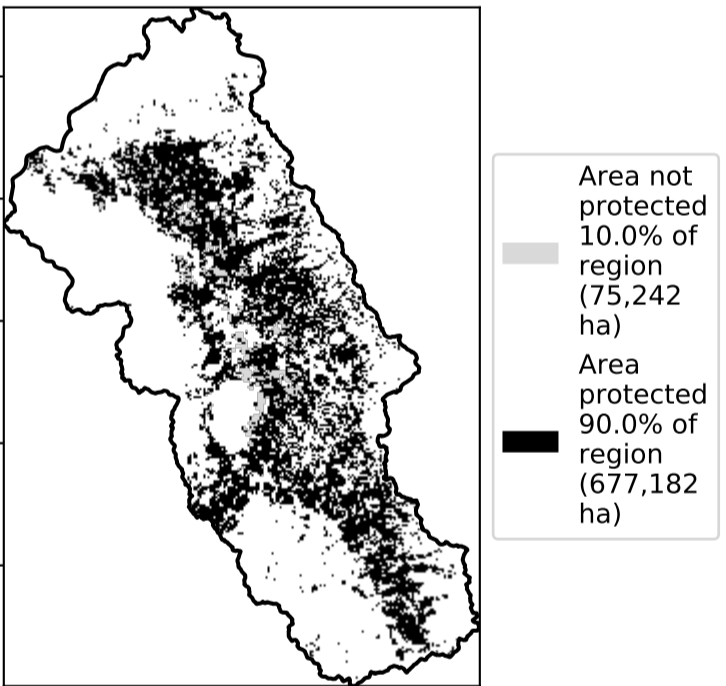 Area not
protected
10.0% of
region
(75,242
ha)
Area
protected
90.0% of
region
(677,182
ha)